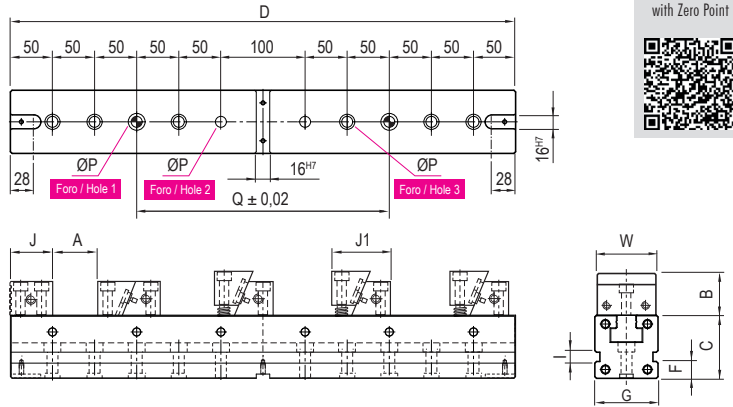 with Zero Point
D
50 50 50 50 50 100 50 50 50 50 50
ØP ØP ØP
Foro / Hole 1 Foro / Hole 2 Foro / Hole 3
28 16H7 28
16H7
Q ± 0,02
J A J1 W
B
C
I
F
G